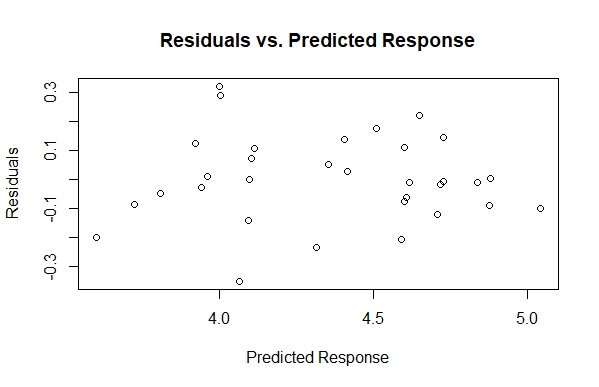 Residuals vs. Predicted Response
0.3
0.1
-0.1
-0.3
Residuals
4.0 4.5 5.0
Predicted Response